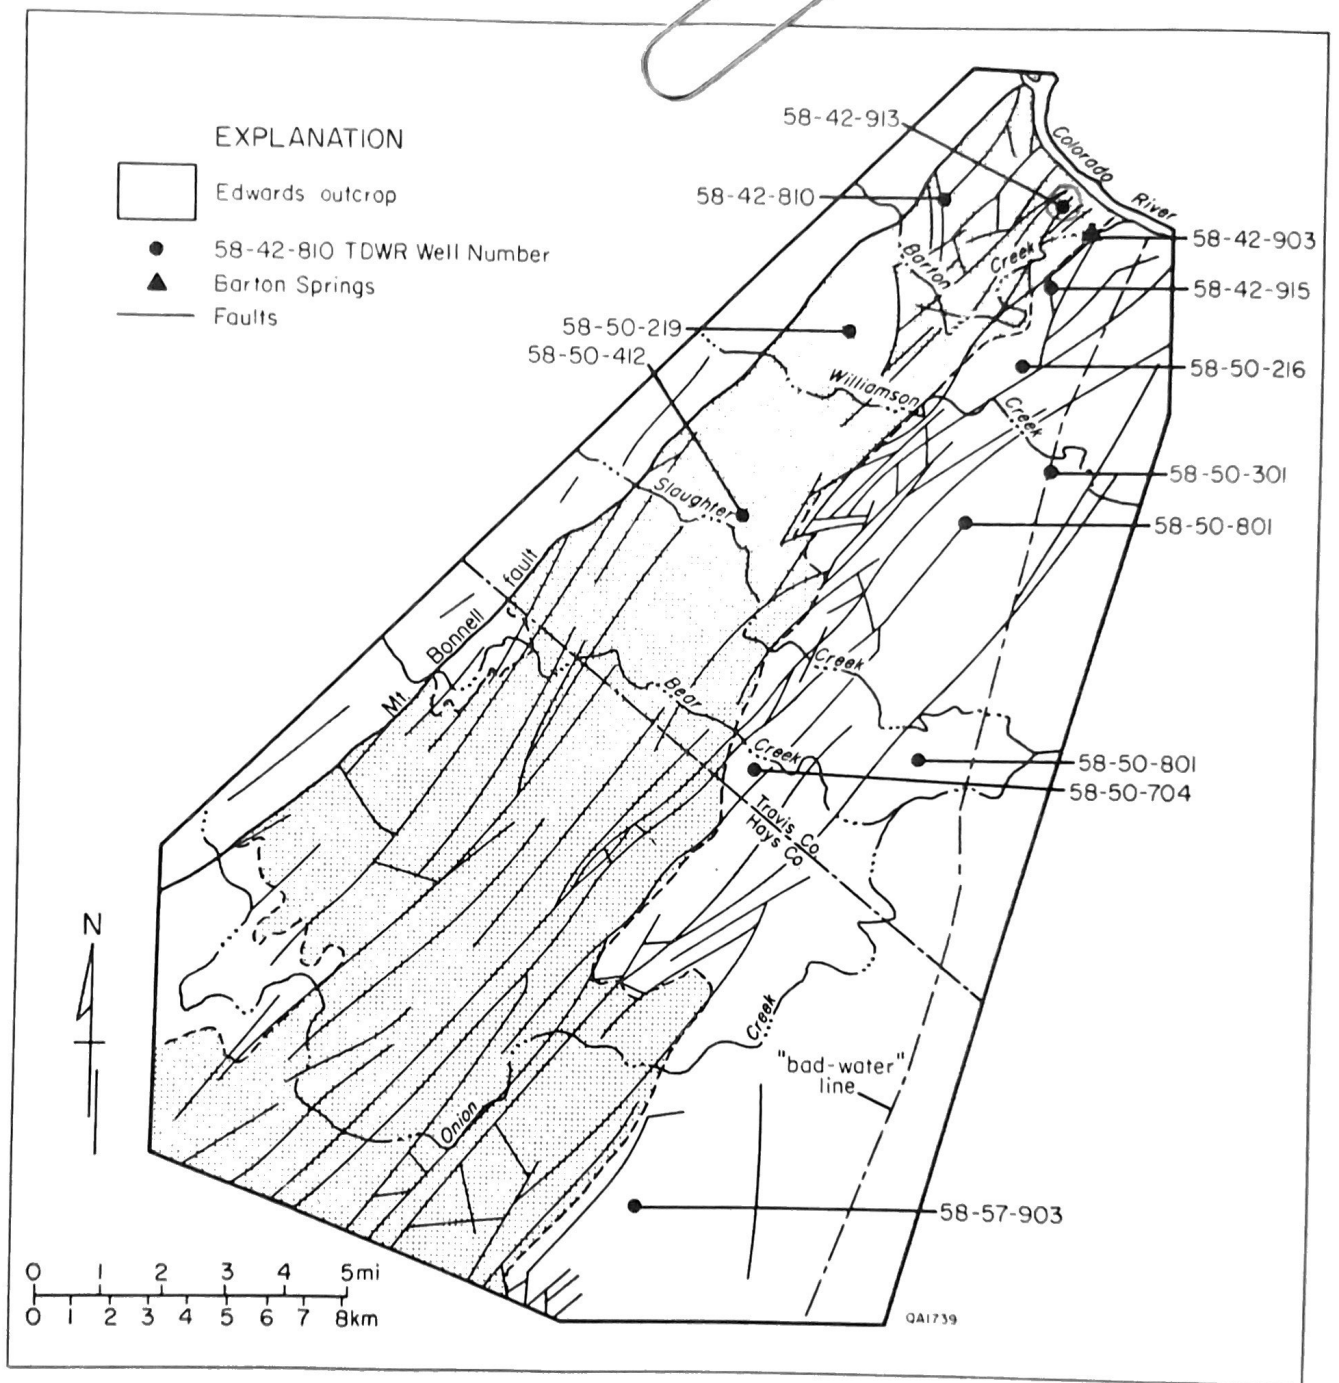 EXPLANATION
Edwards outcrop
58-42-810 TDWR Well Number
Barton Springs
Faults
58-42-913
58-42-810
Colorado
River
58-42-903
58-42-915
Barton
Creek
58-50-219
58-50-412
58-50-216
Williamson
Creek
58-50-301
58-50-801
Slaughter
Creek
Mt.
Bonnell
fault
Bear
Creek
58-50-801
58-50-704
Travis Co
Hays Co
N
Creek
"bad-water"
line
Onion
58-57-903
0 1 2 3 4 5mi
0 1 2 3 4 5 6 7 8km
QA1739